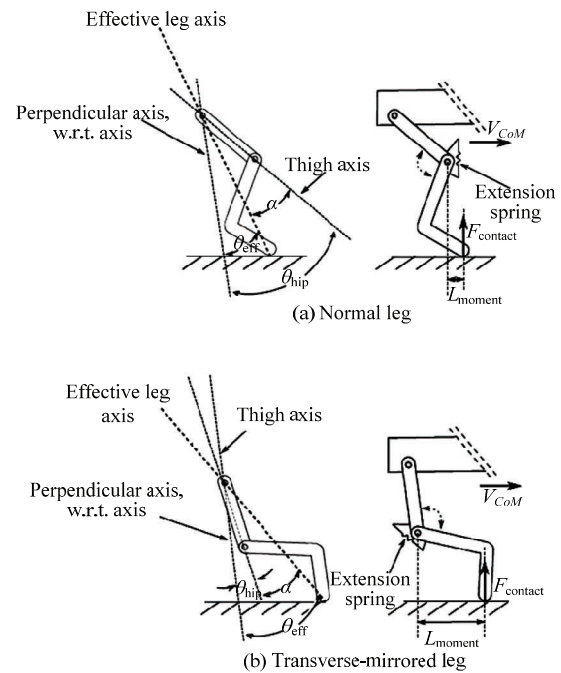 Effective leg axis
Perpendicular axis,
w.r.t. axis
Thigh axis
α
θeff
θhip
VCoM
Extension
spring
Fcontact
Lmoment
(a) Normal leg
Effective leg
axis
Thigh axis
Perpendicular axis,
w.r.t. axis
θhip
α
θeff
VCoM
Extension
spring
Fcontact
Lmoment
(b) Transverse-mirrored leg